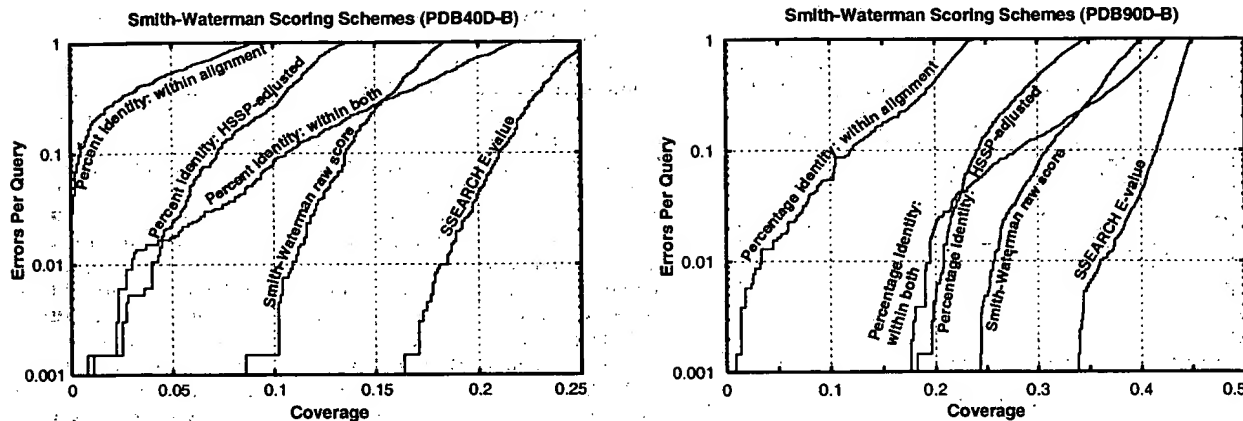 Smith-Waterman Scoring Schemes (PDB40D-B)
Errors Per Query
1
0.1
0.01
0.001
Percent Identity: within alignment
Percent Identity: HSSP-adjusted
Percent Identity: within both
Smith-Waterman raw score
SSEARCH E-value
0
0.05
0.1
0.15
0.2
0.25
Coverage
Smith-Waterman Scoring Schemes (PDB90D-B)
Errors Per Query
1
0.1
0.01
0.001
Percentage Identity: within alignment
Percentage Identity:
within both
Percentage Identity: HSSP-adjusted
Smith-Waterman raw score
SSEARCH E-value
0
0.1
0.2
0.3
0.4
0.5
Coverage